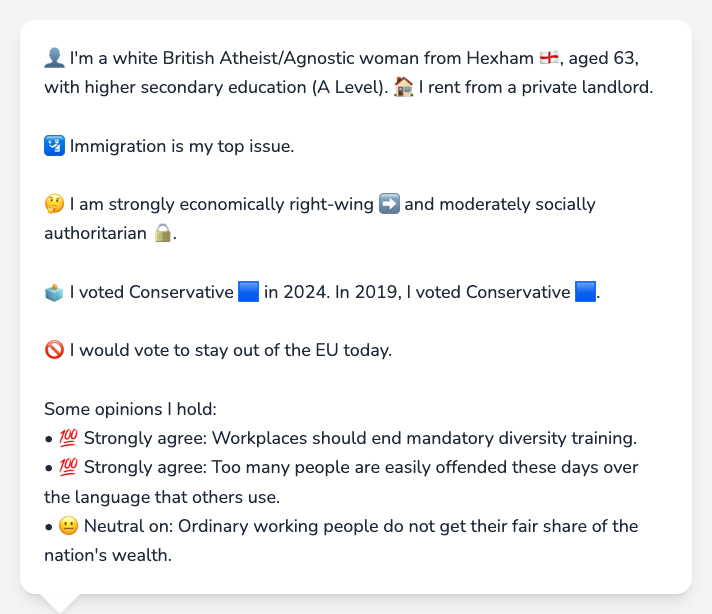 👤 I'm a white British Atheist/Agnostic woman from Hexham 🏴󠁧󠁢󠁥󠁮󠁧󠁿, aged 63,
with higher secondary education (A Level). 🏠 I rent from a private landlord.
🛂 Immigration is my top issue.
🤔 I am strongly economically right-wing ➡️ and moderately socially
authoritarian 🔒.
🗳️ I voted Conservative 🟦 in 2024. In 2019, I voted Conservative 🟦.
🚫 I would vote to stay out of the EU today.
Some opinions I hold:
• 💯 Strongly agree: Workplaces should end mandatory diversity training.
• 💯 Strongly agree: Too many people are easily offended these days over
the language that others use.
• 😐 Neutral on: Ordinary working people do not get their fair share of the
nation's wealth.